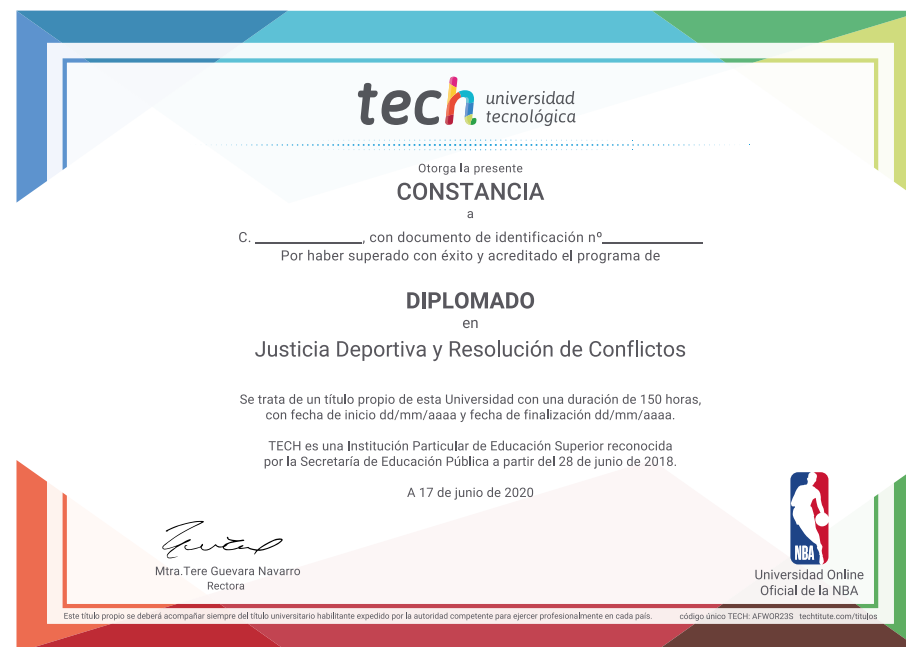 tech universidad
tecnológica
Otorga la presente
CONSTANCIA
a
C. ______________, con documento de identificación nº_____________
Por haber superado con éxito y acreditado el programa de
DIPLOMADO
en
Justicia Deportiva y Resolución de Conflictos
Se trata de un título propio de esta Universidad con una duración de 150 horas,
con fecha de inicio dd/mm/aaaa y fecha de finalización dd/mm/aaaa.
TECH es una Institución Particular de Educación Superior reconocida
por la Secretaría de Educación Pública a partir del 28 de junio de 2018.
A 17 de junio de 2020
Mtra.Tere Guevara Navarro
Rectora
NBA
Universidad Online
Oficial de la NBA
Este título propio se deberá acompañar siempre del título universitario habilitante expedido por la autoridad competente para ejercer profesionalmente en cada país. código único TECH: AFWOR23S techtitute.com/titulos